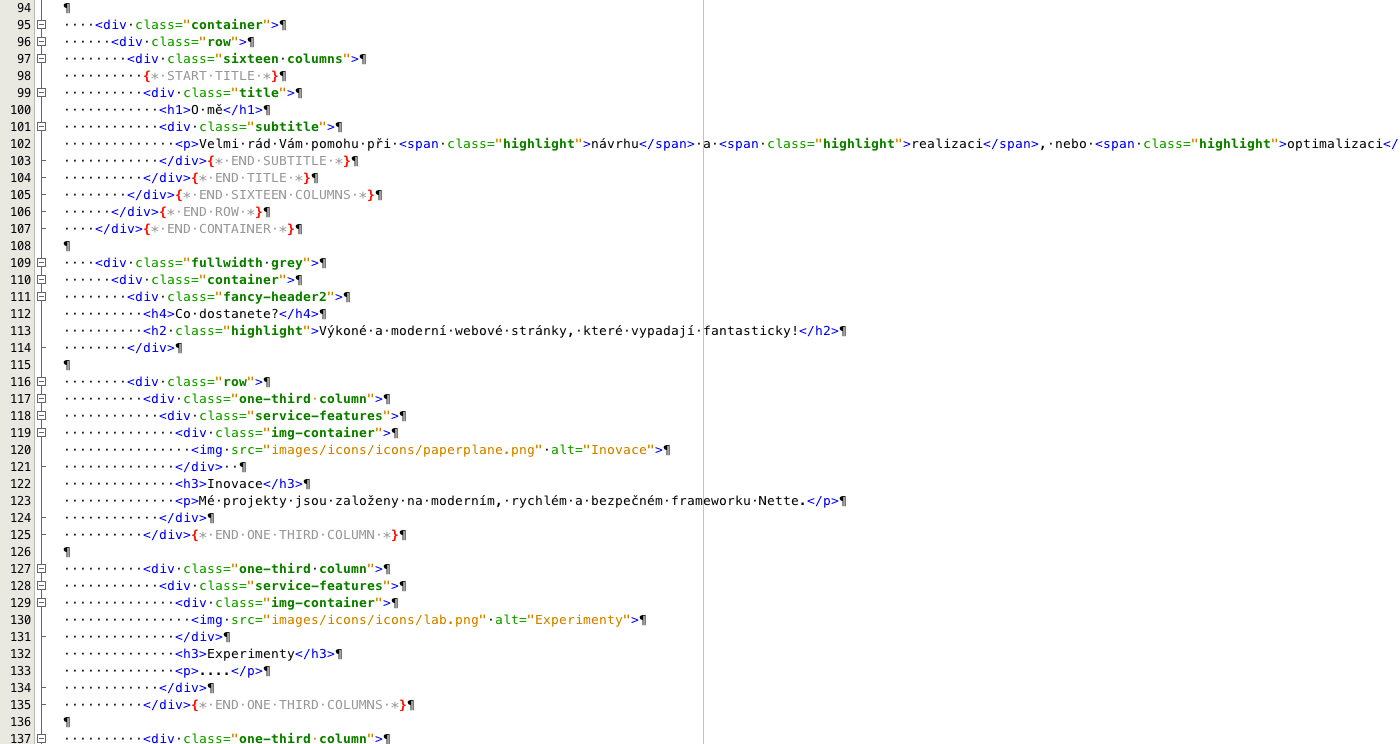 94 ¶
95 ····<div·class="container">¶
96 ······<div·class="row">¶
97 ········<div·class="sixteen·columns">¶
98 ··········{*·START·TITLE·*}¶
99 ··········<div·class="title">¶
100 ············<h1>O·mě</h1>¶
101 ············<div·class="subtitle">¶
102 ··············<p>Velmi·rád·Vám·pomohu·při·<span·class="highlight">návrhu</span>·a·<span·class="highlight">realizaci</span>,·nebo·<span·class="highlight">optimalizaci</
103 ············</div>{*·END·SUBTITLE·*}¶
104 ··········</div>{*·END·TITLE·*}¶
105 ········</div>{*·END·SIXTEEN·COLUMNS·*}¶
106 ······</div>{*·END·ROW·*}¶
107 ····</div>{*·END·CONTAINER·*}¶
108 ¶
109 ····<div·class="fullwidth·grey">¶
110 ······<div·class="container">¶
111 ········<div·class="fancy-header2">¶
112 ··········<h4>Co·dostanete?</h4>¶
113 ··········<h2·class="highlight">Výkoné·a·moderní·webové·stránky,·které·vypadají·fantasticky!</h2>¶
114 ········</div>¶
115 ¶
116 ········<div·class="row">¶
117 ··········<div·class="one-third·column">¶
118 ············<div·class="service-features">¶
119 ··············<div·class="img-container">¶
120 ················<img·src="images/icons/icons/paperplane.png"·alt="Inovace">¶
121 ··············</div>··¶
122 ··············<h3>Inovace</h3>¶
123 ··············<p>Mé·projekty·jsou·založeny·na·moderním,·rychlém·a·bezpečném·frameworku·Nette.</p>¶
124 ············</div>¶
125 ··········</div>{*·END·ONE·THIRD·COLUMN·*}¶
126 ¶
127 ··········<div·class="one-third·column">¶
128 ············<div·class="service-features">¶
129 ··············<div·class="img-container">¶
130 ················<img·src="images/icons/icons/lab.png"·alt="Experimenty">¶
131 ··············</div>¶
132 ··············<h3>Experimenty</h3>¶
133 ··············<p>....</p>¶
134 ············</div>¶
135 ··········</div>{*·END·ONE·THIRD·COLUMNS·*}¶
136 ¶
137 ··········<div·class="one-third·column">¶